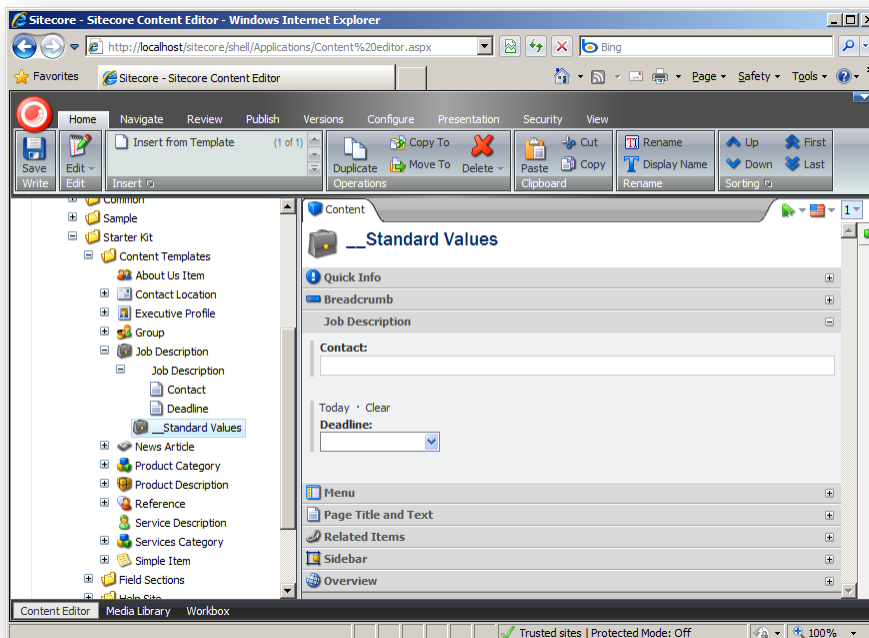 Sitecore - Sitecore Content Editor - Windows Internet Explorer
http://localhost/sitecore/shell/Applications/Content%20editor.aspx
Bing
Favorites
Sitecore - Sitecore Content Editor
Page
Safety
Tools
Home
Navigate
Review
Publish
Versions
Configure
Presentation
Security
View
Save
Write
Edit
Edit
Insert from Template
(1 of 1)
Insert
Duplicate
Copy To
Move To
Delete
Operations
Paste
Cut
Copy
Clipboard
Rename
Display Name
Rename
Up
Down
First
Last
Sorting
Common
Sample
Starter Kit
Content Templates
About Us Item
Contact Location
Executive Profile
Group
Job Description
Job Description
Contact
Deadline
__Standard Values
News Article
Product Category
Product Description
Reference
Service Description
Services Category
Simple Item
Field Sections
Help Site
Content
1
__Standard Values
Quick Info
Breadcrumb
Job Description
Contact:
Today · Clear
Deadline:
Menu
Page Title and Text
Related Items
Sidebar
Overview
Content Editor
Media Library
Workbox
Trusted sites | Protected Mode: Off
100%